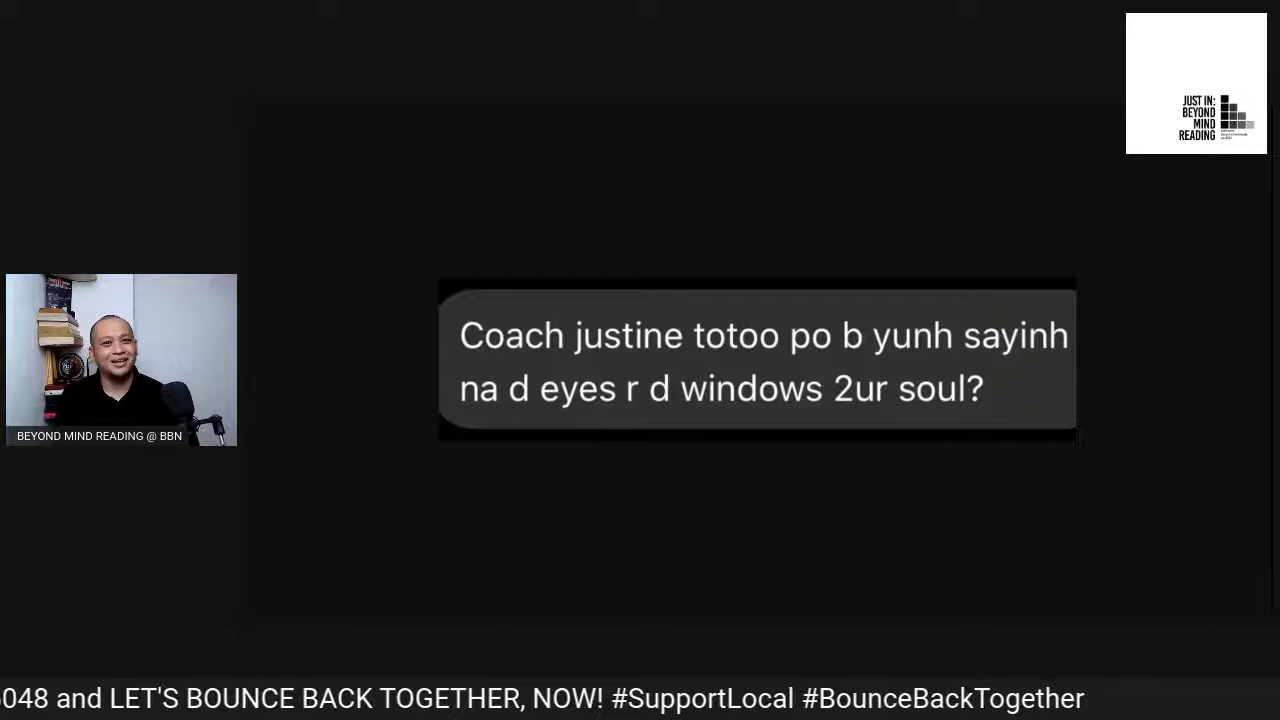 JUST IN:
BEYOND
MIND
READING
Coach justine totoo po b yunh sayinh
na d eyes r d windows 2ur soul?
BEYOND MIND READING @ BBN
048 and LET'S BOUNCE BACK TOGETHER, NOW! #SupportLocal #BounceBackTogether